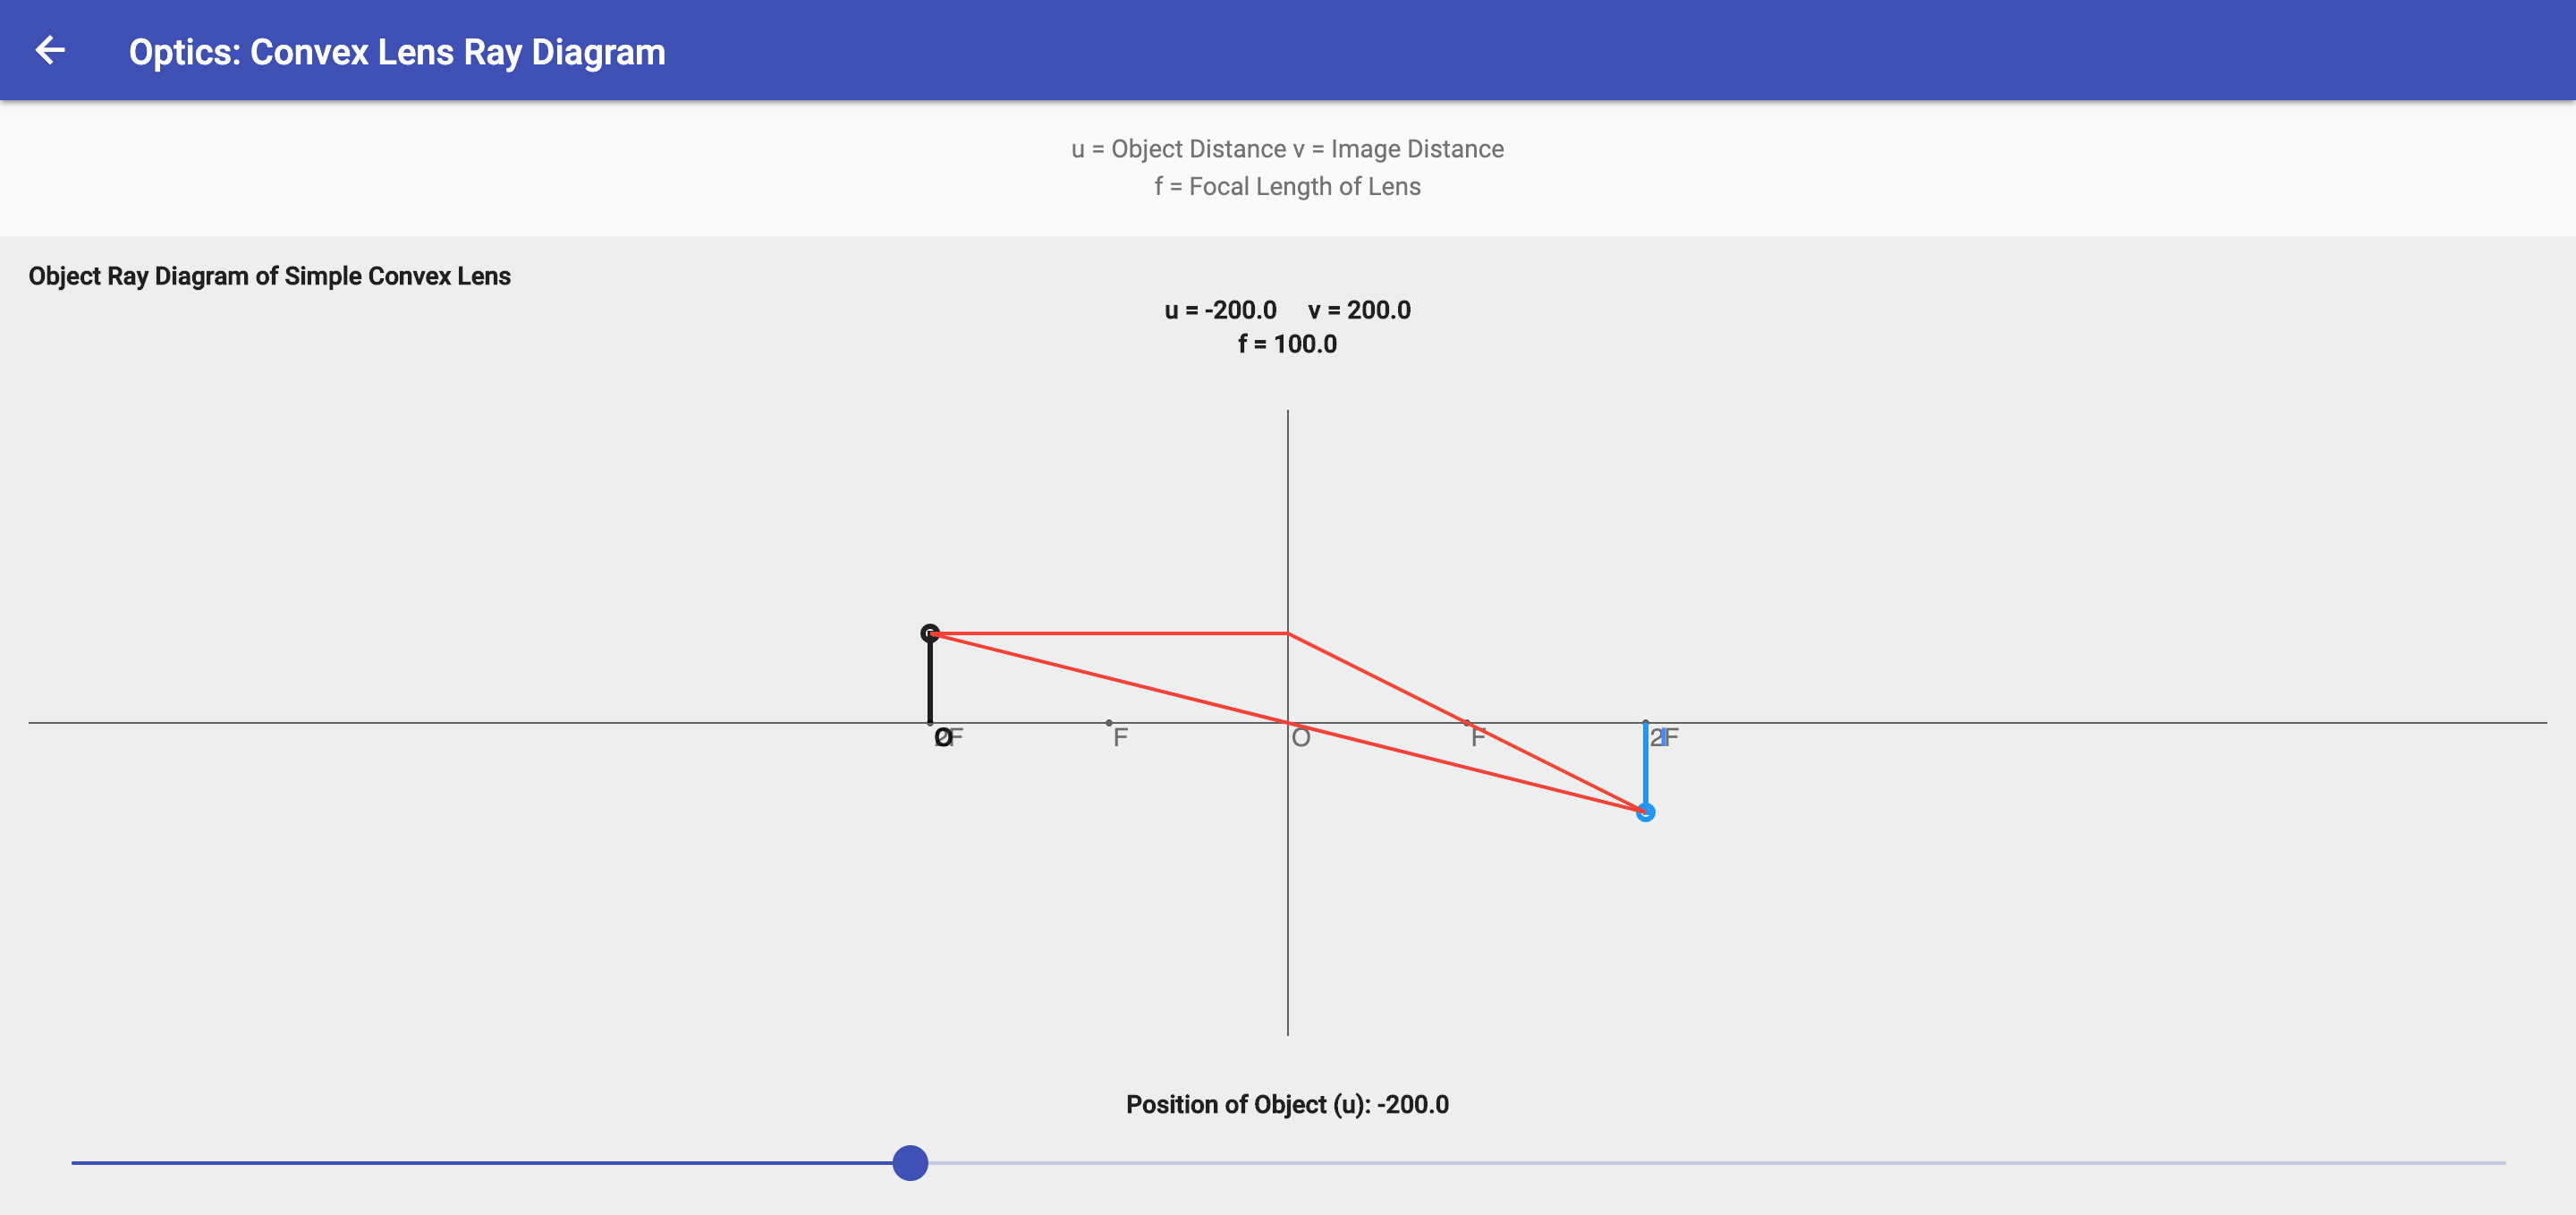 Optics: Convex Lens Ray Diagram
u = Object Distance v = Image Distance
f = Focal Length of Lens
Object Ray Diagram of Simple Convex Lens
u = -200.0 v = 200.0
f = 100.0
2F O F O F 2F I
Position of Object (u): -200.0